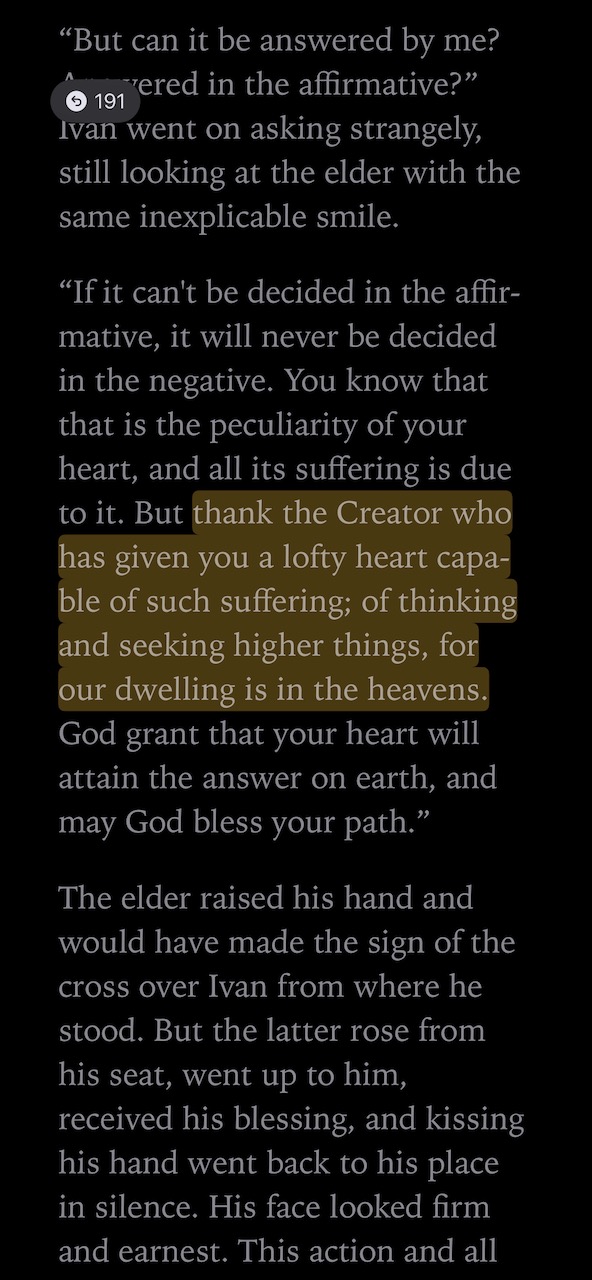 “But can it be answered by me?
vered in the affirmative?”
191
Ivan went on asking strangely,
still looking at the elder with the
same inexplicable smile.
“If it can't be decided in the affir-
mative, it will never be decided
in the negative. You know that
that is the peculiarity of your
heart, and all its suffering is due
to it. But thank the Creator who
has given you a lofty heart capa-
ble of such suffering; of thinking
and seeking higher things, for
our dwelling is in the heavens.
God grant that your heart will
attain the answer on earth, and
may God bless your path.”
The elder raised his hand and
would have made the sign of the
cross over Ivan from where he
stood. But the latter rose from
his seat, went up to him,
received his blessing, and kissing
his hand went back to his place
in silence. His face looked firm
and earnest. This action and all